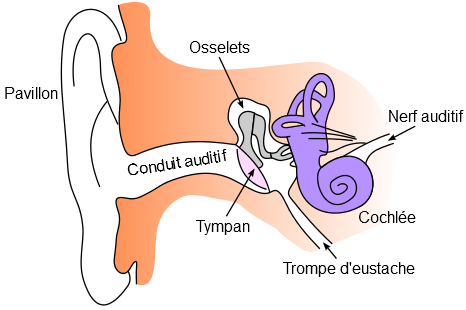 Osselets
Pavillon
Nerf auditif
Conduit auditif
Tympan
Cochlée
Trompe d'eustache